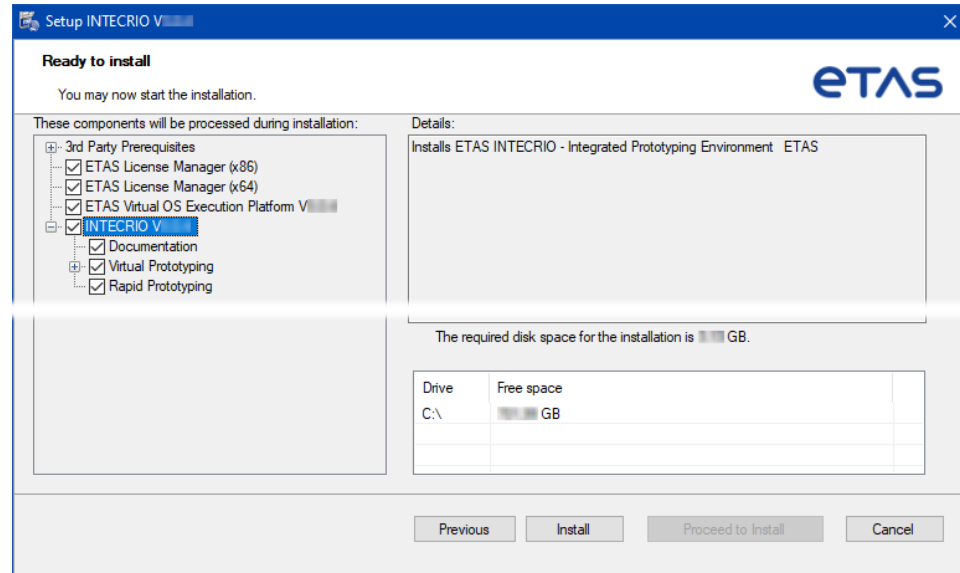 Setup INTECRIO V
Ready to install
You may now start the installation.
eTAS
These components will be processed during installation:
3rd Party Prerequisites
ETAS License Manager (x86)
ETAS License Manager (x64)
ETAS Virtual OS Execution Platform V
INTECRIO V
Documentation
Virtual Prototyping
Rapid Prototyping
Details:
Installs ETAS INTECRIO - Integrated Prototyping Environment ETAS
The required disk space for the installation is GB.
Drive Free space
C:\ GB
Previous Install Proceed to Install Cancel